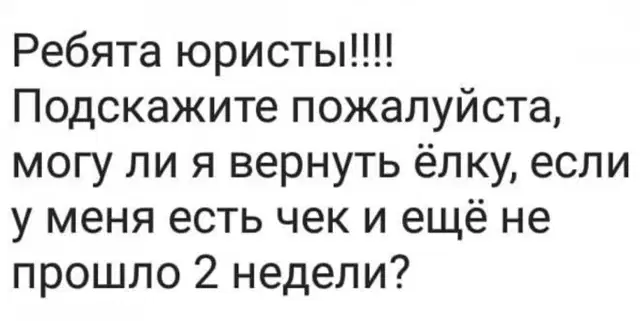 Ребята юристы!!!!
Подскажите пожалуйста,
могу ли я вернуть ёлку, если
у меня есть чек и ещё не
прошло 2 недели?